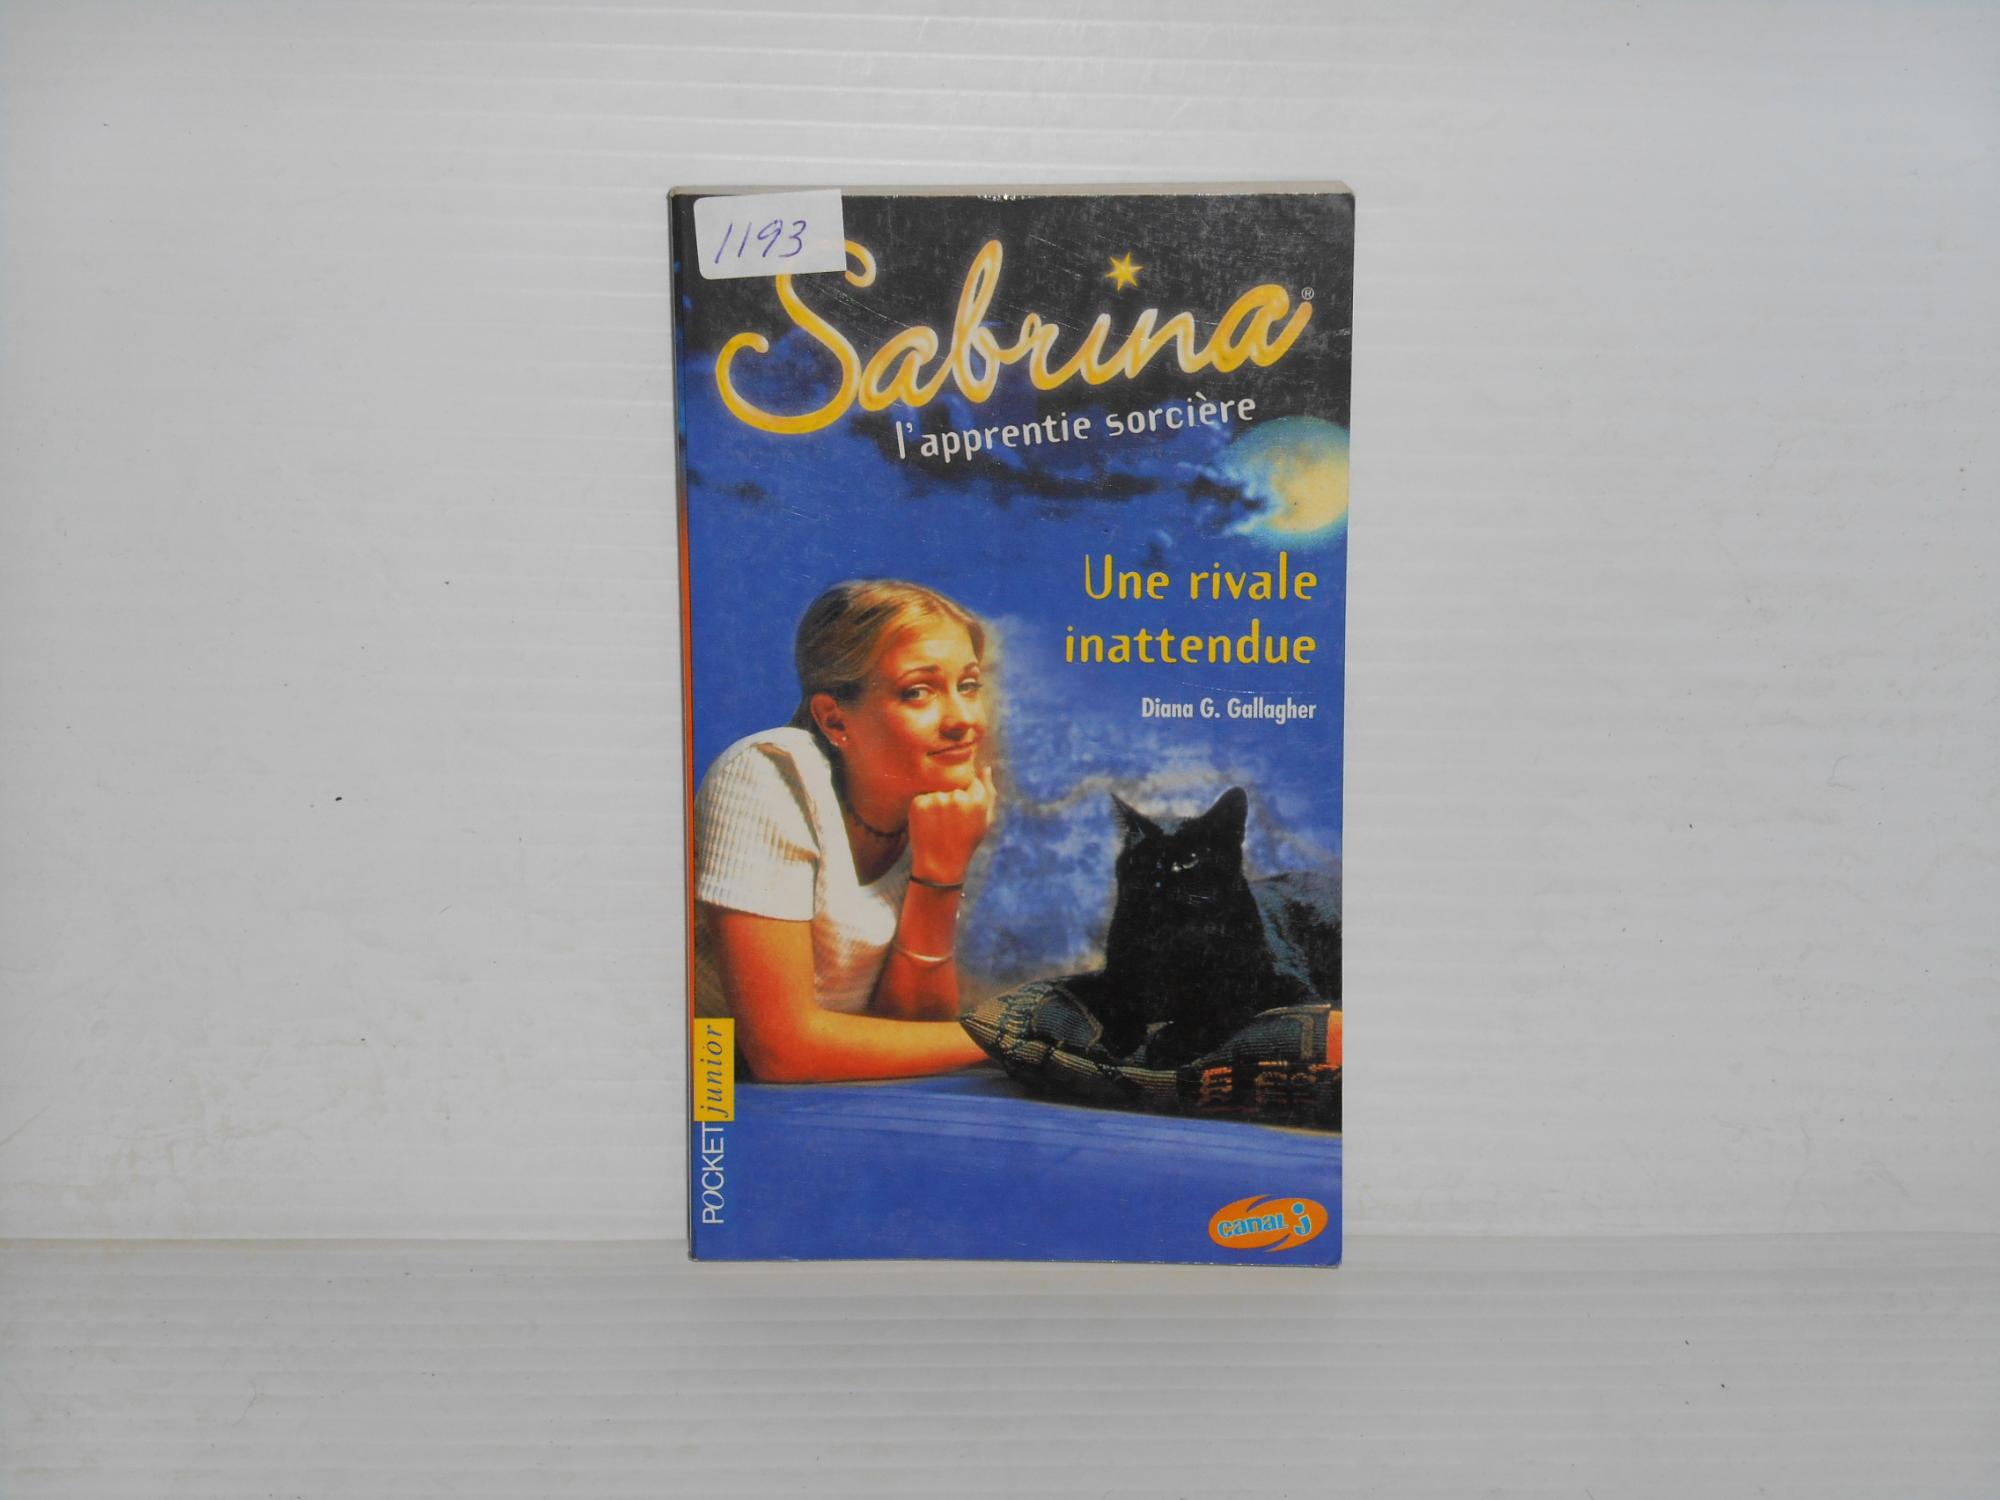 1193
Sabrina®
l'apprentie sorcière
Une rivale
inattendue
Diana G. Gallagher
POCKET junior
canal j